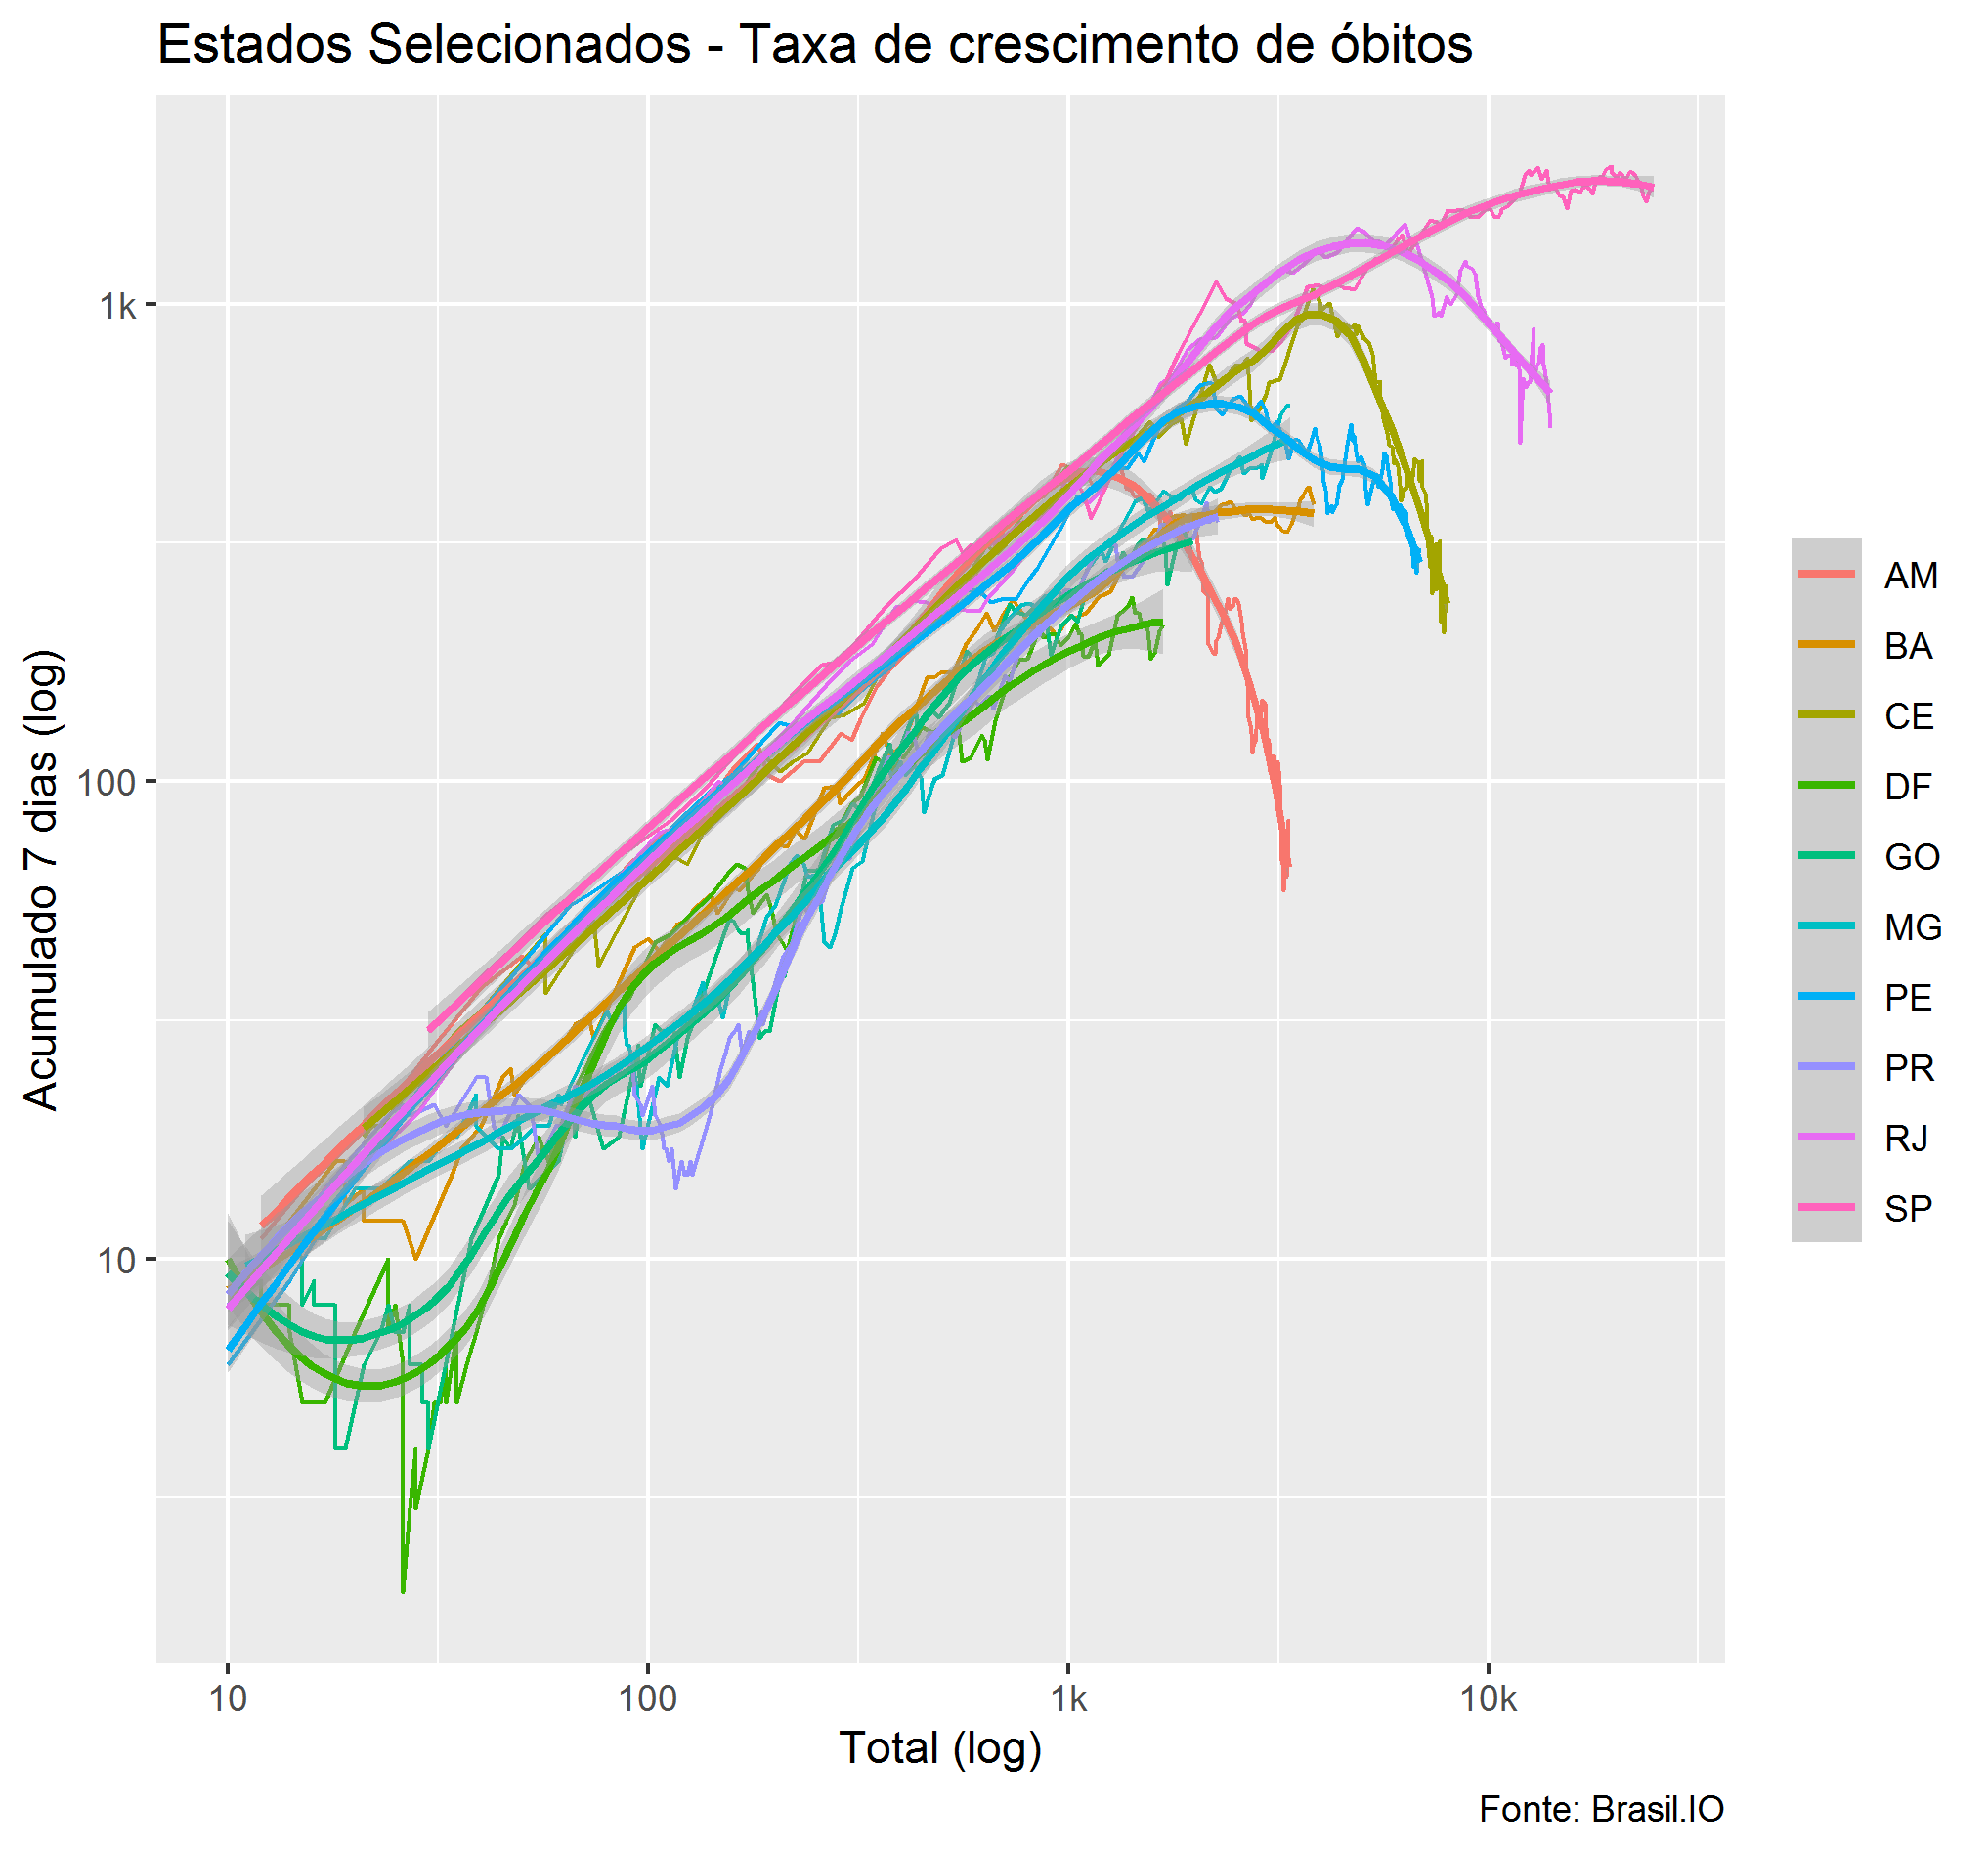 Estados Selecionados - Taxa de crescimento de óbitos
Acumulado 7 dias (log)
1k
100
10
10
100
1k
10k
Total (log)
AM
BA
CE
DF
GO
MG
PE
PR
RJ
SP
Fonte: Brasil.IO